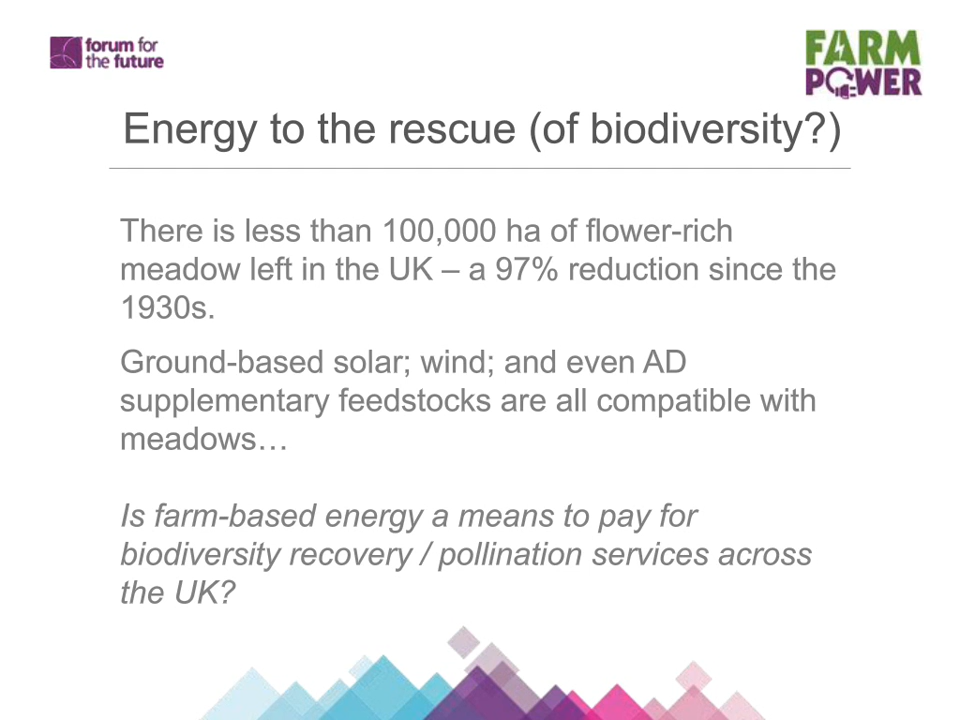 forum for
the future
FARM
POWER
Energy to the rescue (of biodiversity?)
There is less than 100,000 ha of flower-rich
meadow left in the UK – a 97% reduction since the
1930s.
Ground-based solar; wind; and even AD
supplementary feedstocks are all compatible with
meadows…
Is farm-based energy a means to pay for
biodiversity recovery / pollination services across
the UK?